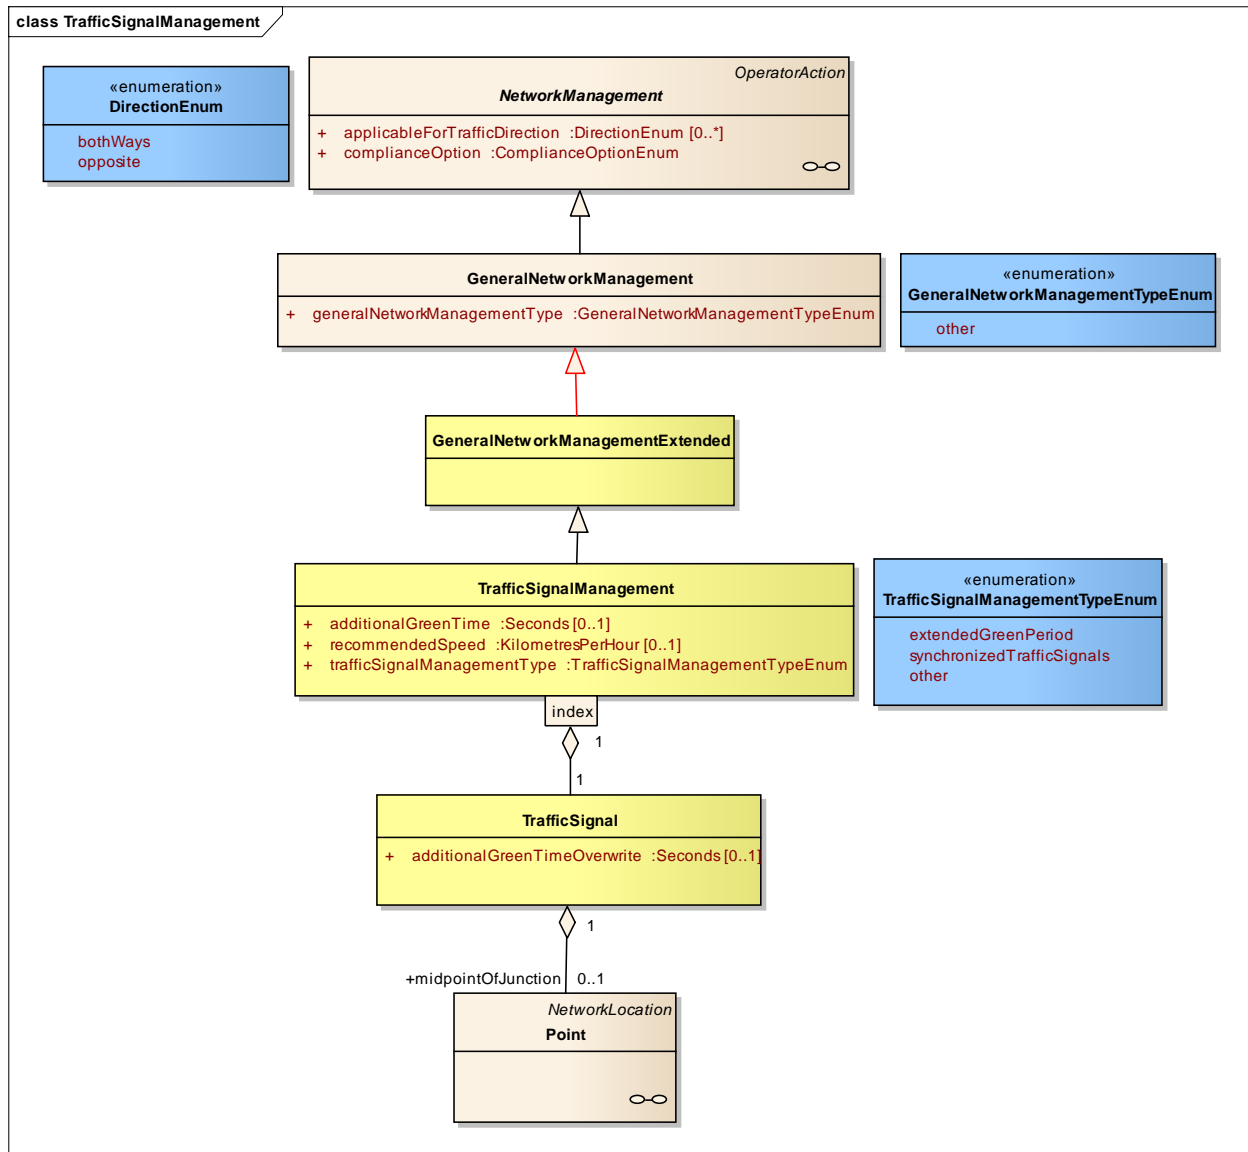 class TrafficSignalManagement
«enumeration»
DirectionEnum
bothWays
opposite
OperatorAction
NetworkManagement
+ applicableForTrafficDirection :DirectionEnum [0..*]
+ complianceOption :ComplianceOptionEnum
GeneralNetworkManagement
+ generalNetworkManagementType :GeneralNetworkManagementTypeEnum
«enumeration»
GeneralNetworkManagementTypeEnum
other
GeneralNetworkManagementExtended
TrafficSignalManagement
+ additionalGreenTime :Seconds [0..1]
+ recommendedSpeed :KilometresPerHour [0..1]
+ trafficSignalManagementType :TrafficSignalManagementTypeEnum
«enumeration»
TrafficSignalManagementTypeEnum
extendedGreenPeriod
synchronizedTrafficSignals
other
index
1
1
TrafficSignal
+ additionalGreenTimeOverwrite :Seconds [0..1]
1
+midpointOfJunction 0..1
NetworkLocation
Point